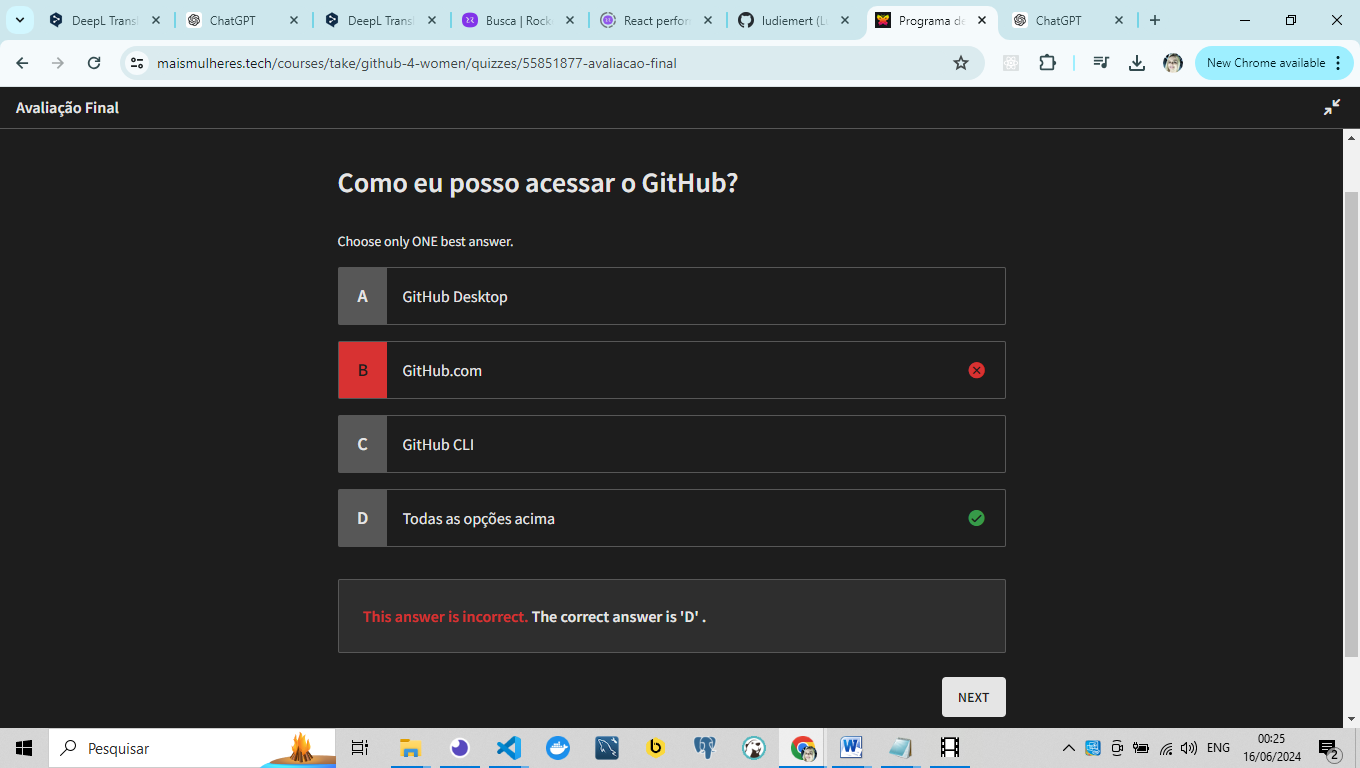 DeepL Transl
ChatGPT
DeepL Transl
Busca | Rock
React perfor
ludiemert (Lu
Programa de
ChatGPT
maismulheres.tech/courses/take/github-4-women/quizzes/55851877-avaliacao-final
New Chrome available
Avaliação Final
Como eu posso acessar o GitHub?
Choose only ONE best answer.
A GitHub Desktop
B GitHub.com
C GitHub CLI
D Todas as opções acima
This answer is incorrect. The correct answer is 'D' .
NEXT
Pesquisar
b
W
ENG
00:25
16/06/2024
2